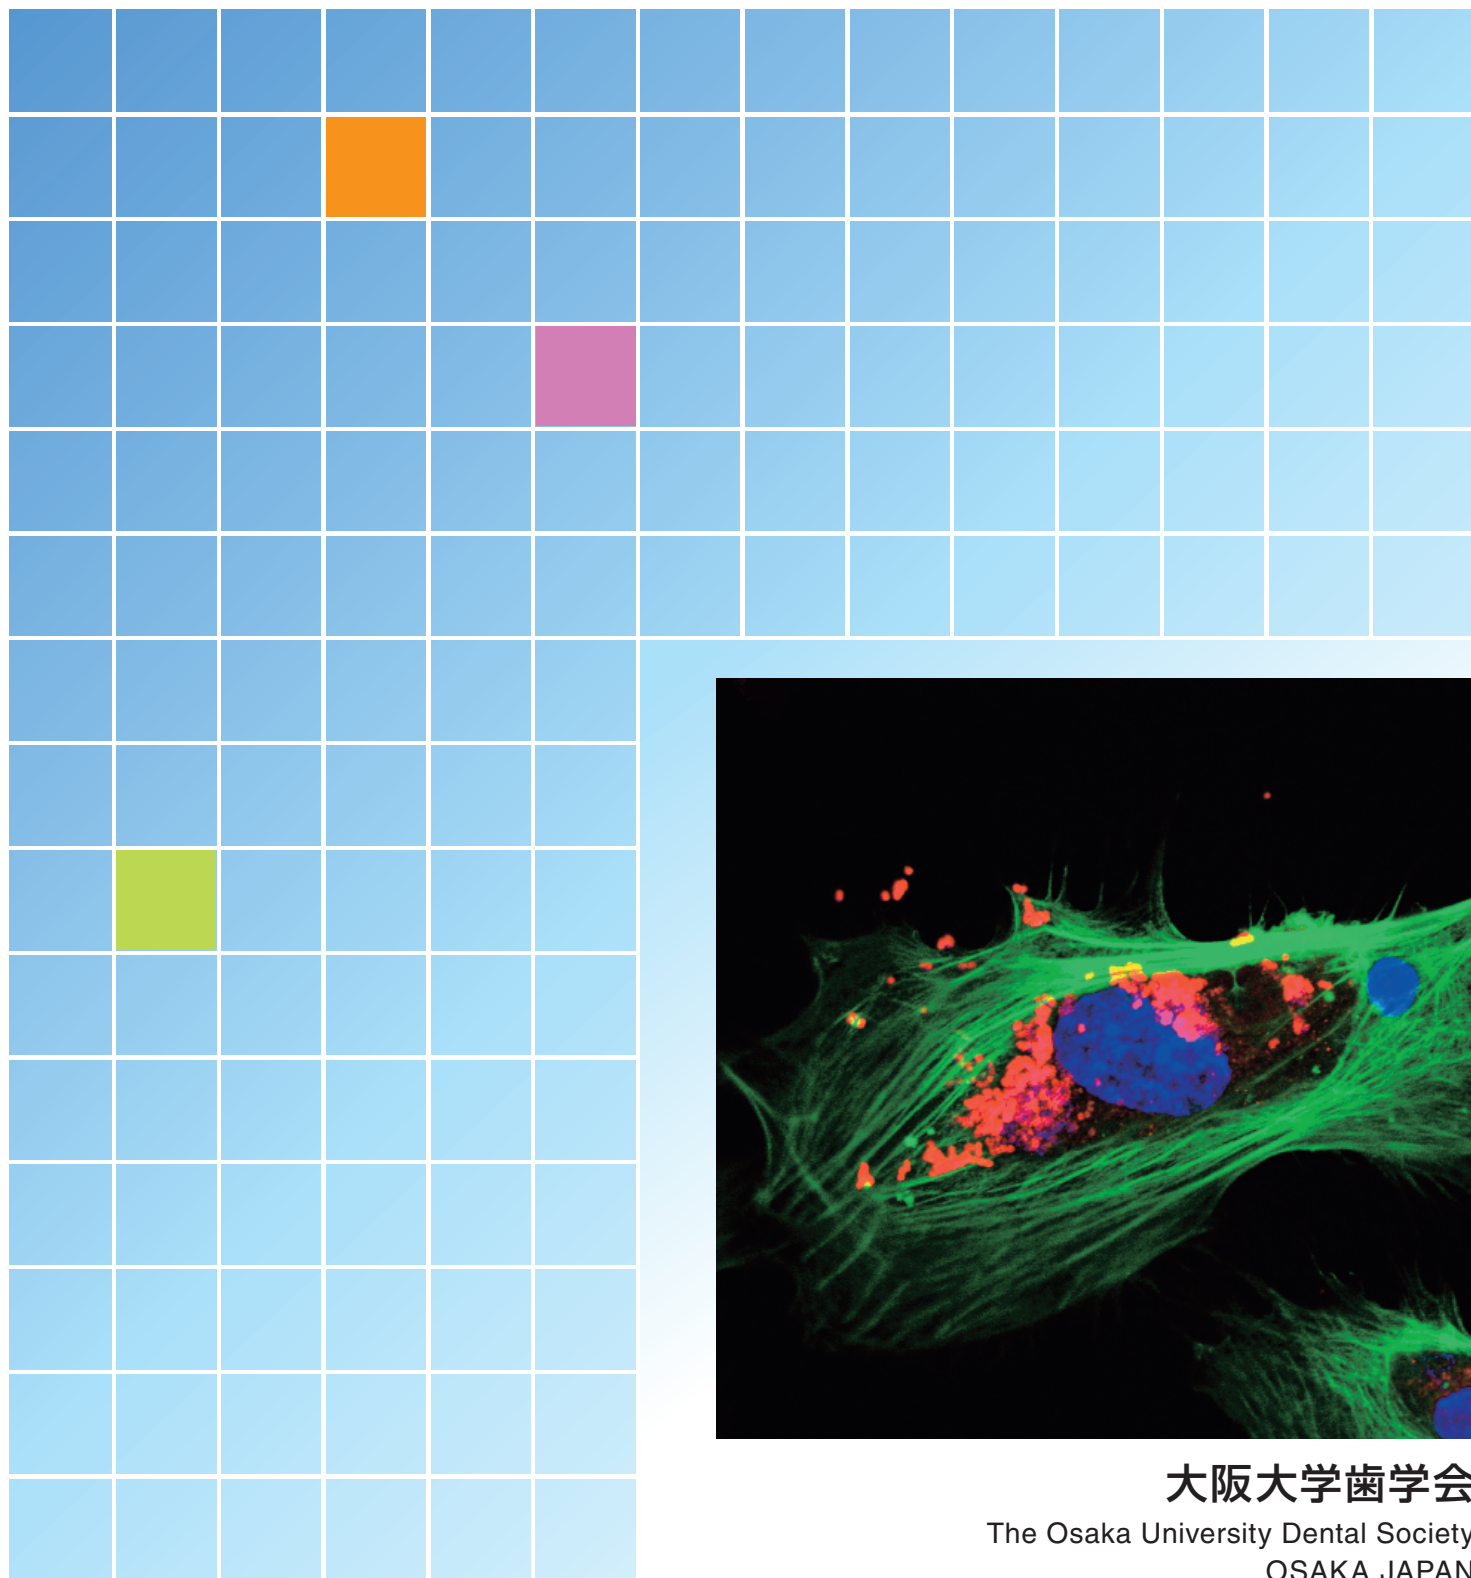 大阪大学歯学会
The Osaka University Dental Society
OSAKA JAPAN